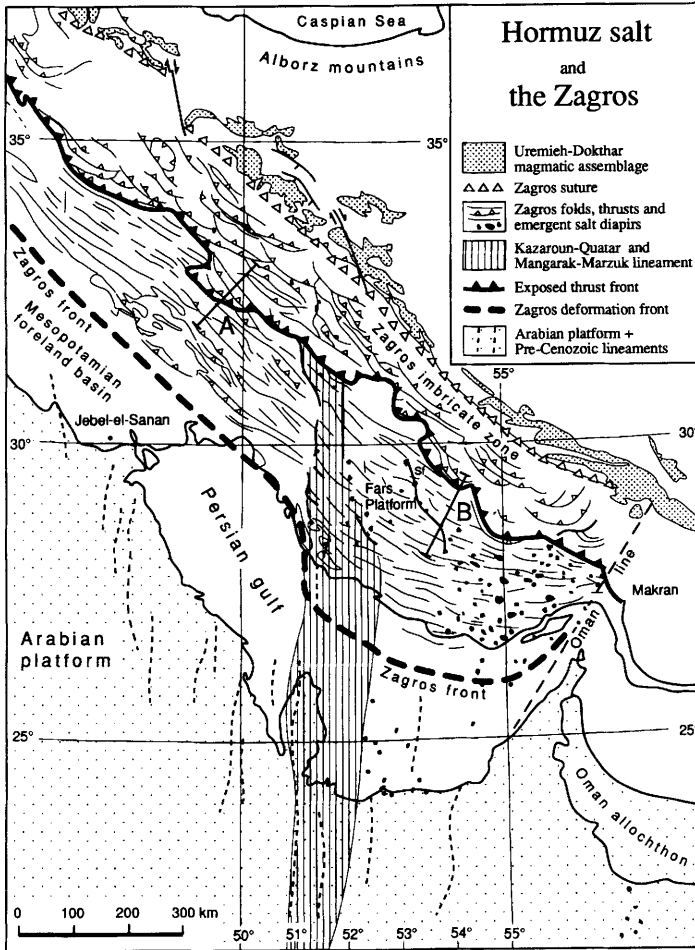 Caspian Sea
Alborz mountains
Hormuz salt
and
the Zagros
Uremieh-Dokthar
magmatic assemblage
Zagros suture
Zagros folds, thrusts and
emergent salt diapirs
Kazaroun-Quatar and
Mangarak-Marzuk lineament
Exposed thrust front
Zagros deformation front
Arabian platform +
Pre-Cenozoic lineaments
35°
35°
Zagros front
Mesopotamian
foreland basin
A
Zagros imbricate zone
55°
Jebel-el-Sanan
30°
30°
Fars
Platform
sf
B
Persian gulf
line
Makran
Oman
Arabian
platform
Zagros front
25°
25°
Oman allochthon
0 100 200 300 km
50° 51° 52° 53° 54° 55°